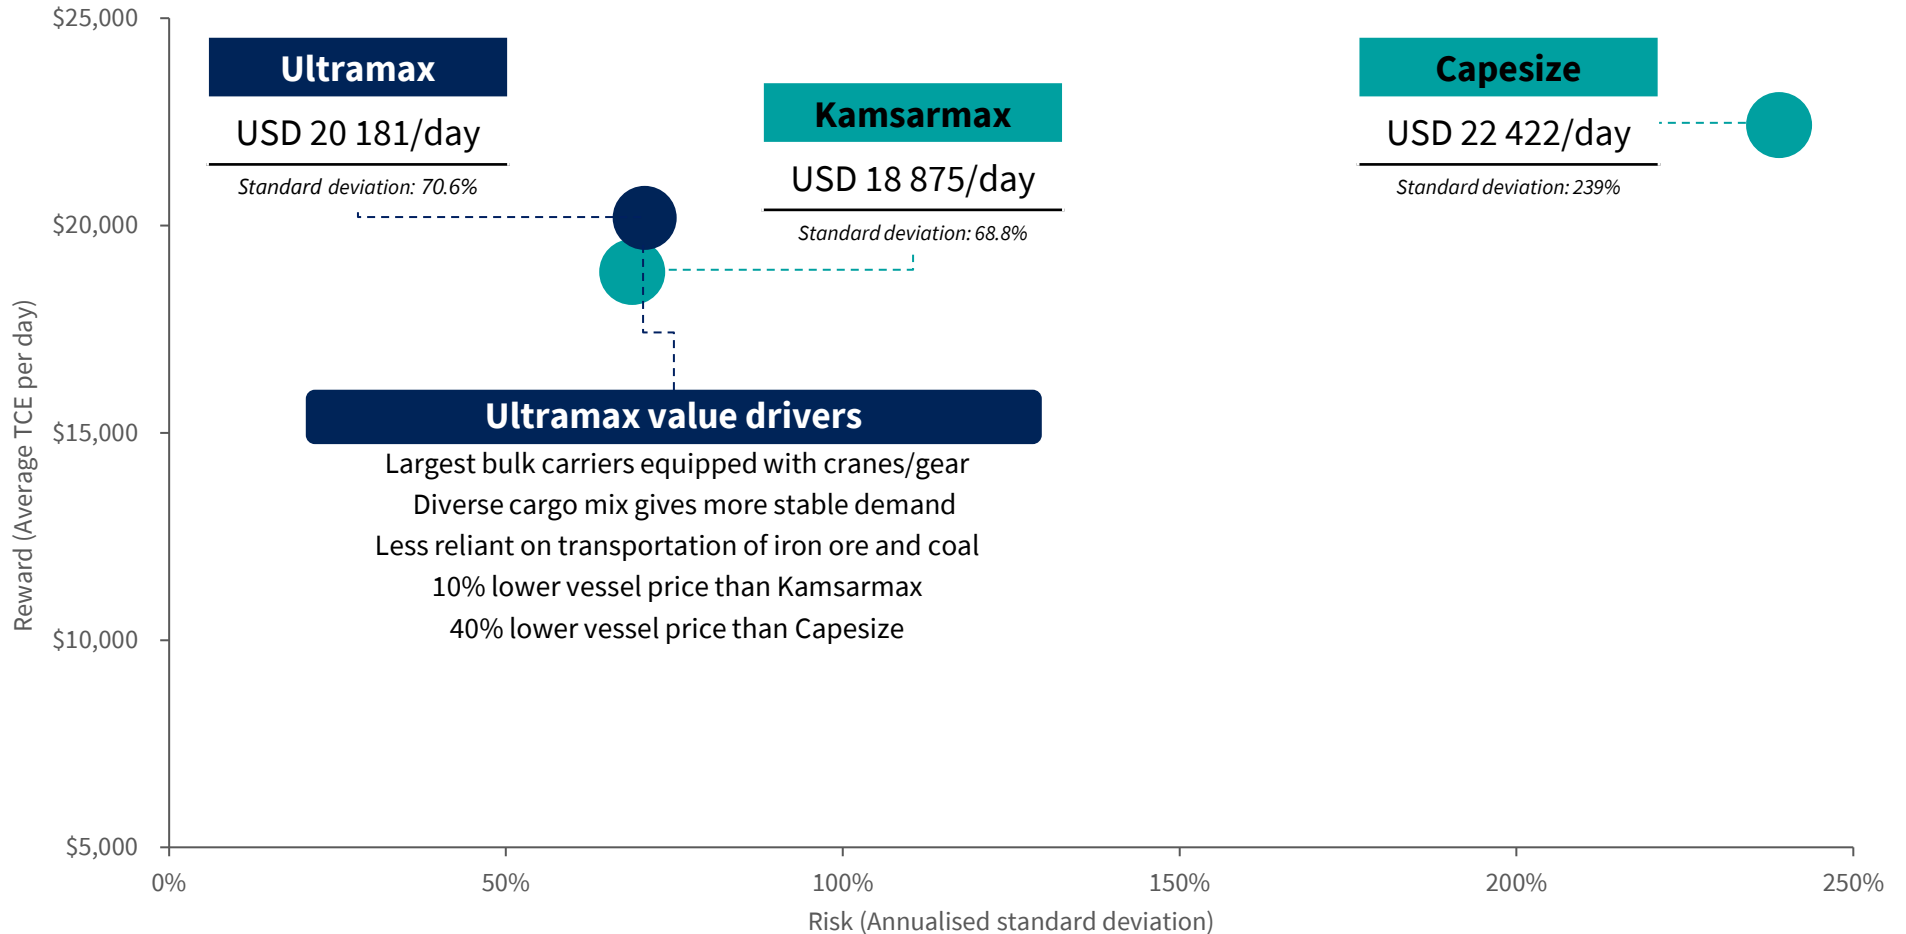 $25,000
$20,000
$15,000
$10,000
$5,000
Reward (Average TCE per day)
Ultramax
USD 20 181/day
Standard deviation: 70.6%
Kamsarmax
USD 18 875/day
Standard deviation: 68.8%
Capesize
USD 22 422/day
Standard deviation: 239%
Ultramax value drivers
Largest bulk carriers equipped with cranes/gear
Diverse cargo mix gives more stable demand
Less reliant on transportation of iron ore and coal
10% lower vessel price than Kamsarmax
40% lower vessel price than Capesize
0%
50%
100%
150%
200%
250%
Risk (Annualised standard deviation)